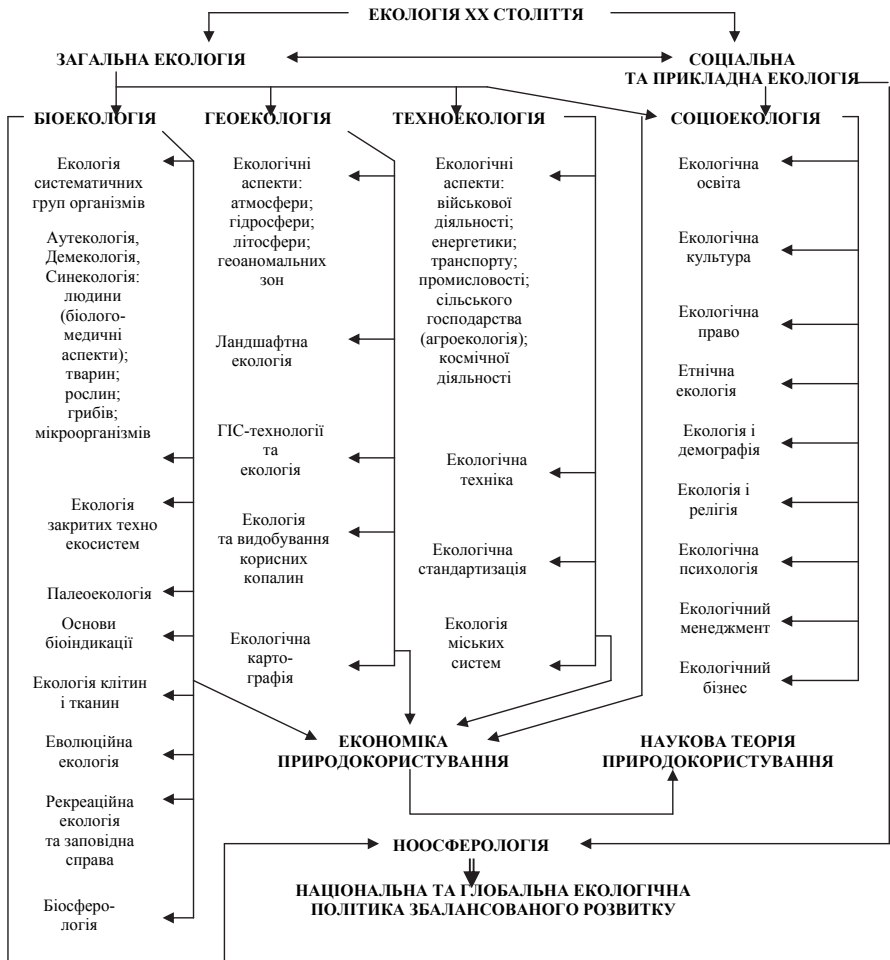 ЕКОЛОГІЯ ХХ СТОЛІТТЯ
ЗАГАЛЬНА ЕКОЛОГІЯ
СОЦІАЛЬНА
ТА ПРИКЛАДНА ЕКОЛОГІЯ
БІОЕКОЛОГІЯ
Екологія
систематичних
груп організмів
Аутекологія,
Демекологія,
Синекологія:
людини
(біолого-
медичні
аспекти);
тварин;
рослин;
грибів;
мікроорганізмів
Екологія
закритих техно
екосистем
Палеоекологія
Основи
біоіндикації
Екологія клітин
і тканин
Еволюційна
екологія
Рекреаційна
екологія
та заповідна
справа
Біосферо-
логія
ГЕОЕКОЛОГІЯ
Екологічні
аспекти:
атмосфери;
гідросфери;
літосфери;
геоаномальних
зон
Ландшафтна
екологія
ГІС-технології
та
екологія
Екологія
та видобування
корисних
копалин
Екологічна
карто-
графія
ТЕХНОЕКОЛОГІЯ
Екологічні
аспекти:
військової
діяльності;
енергетики;
транспорту;
промисловості;
сільського
господарства
(агроекологія);
космічної
діяльності
Екологічна
техніка
Екологічна
стандартизація
Екологія
міських
систем
СОЦІОЕКОЛОГІЯ
Екологічна
освіта
Екологічна
культура
Екологічна
право
Етнічна
екологія
Екологія і
демографія
Екологія і
релігія
Екологічна
психологія
Екологічний
менеджмент
Екологічний
бізнес
ЕКОНОМІКА
ПРИРОДОКОРИСТУВАННЯ
НАУКОВА ТЕОРІЯ
ПРИРОДОКОРИСТУВАННЯ
НООСФЕРОЛОГІЯ
НАЦІОНАЛЬНА ТА ГЛОБАЛЬНА ЕКОЛОГІЧНА
ПОЛІТИКА ЗБАЛАНСОВАНОГО РОЗВИТКУ